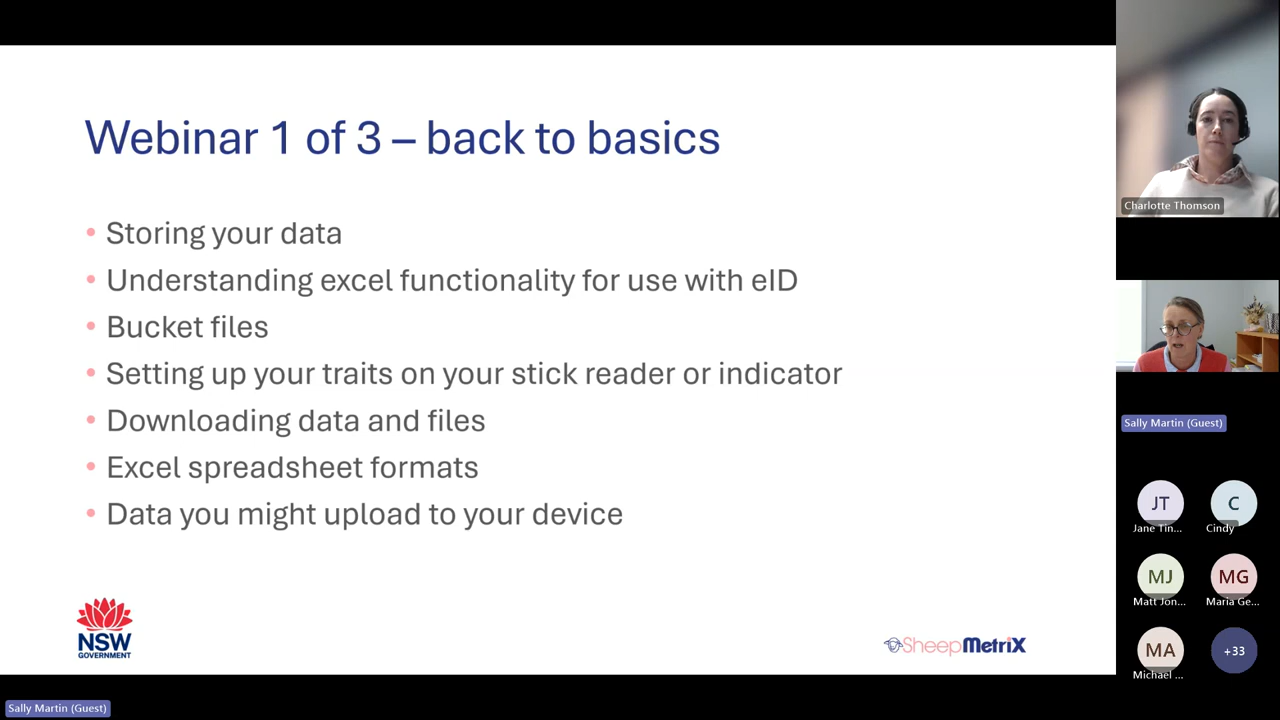 Webinar 1 of 3 – back to basics
• Storing your data
• Understanding excel functionality for use with eID
• Bucket files
• Setting up your traits on your stick reader or indicator
• Downloading data and files
• Excel spreadsheet formats
• Data you might upload to your device
NSW
GOVERNMENT
SheepMetriX
Sally Martin (Guest)
Charlotte Thomson
Sally Martin (Guest)
JT
Jane Tin...
C
Cindy
MJ
Matt Jon...
MG
Maria Ge...
MA
Michael ...
+33